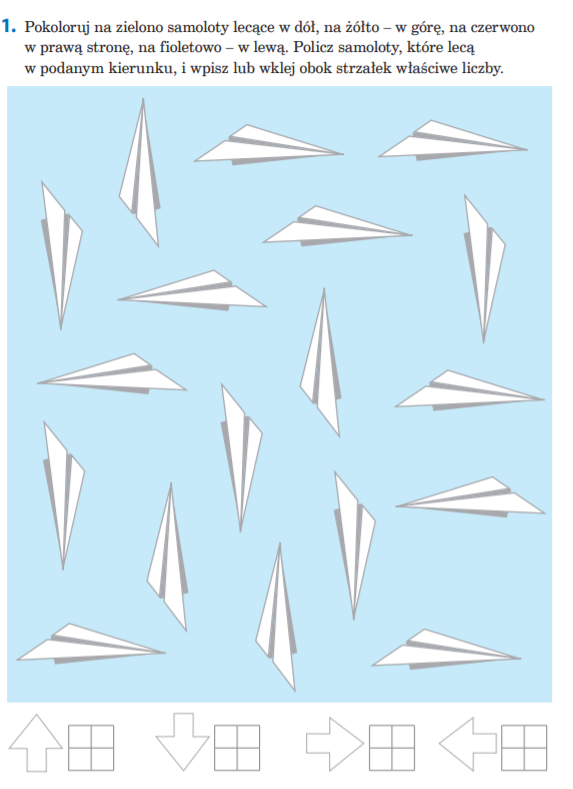 1. Pokoloruj na zielono samoloty lecące w dół, na żółto – w górę, na czerwono
w prawą stronę, na fioletowo – w lewą. Policz samoloty, które lecą
w podanym kierunku, i wpisz lub wklej obok strzałek właściwe liczby.